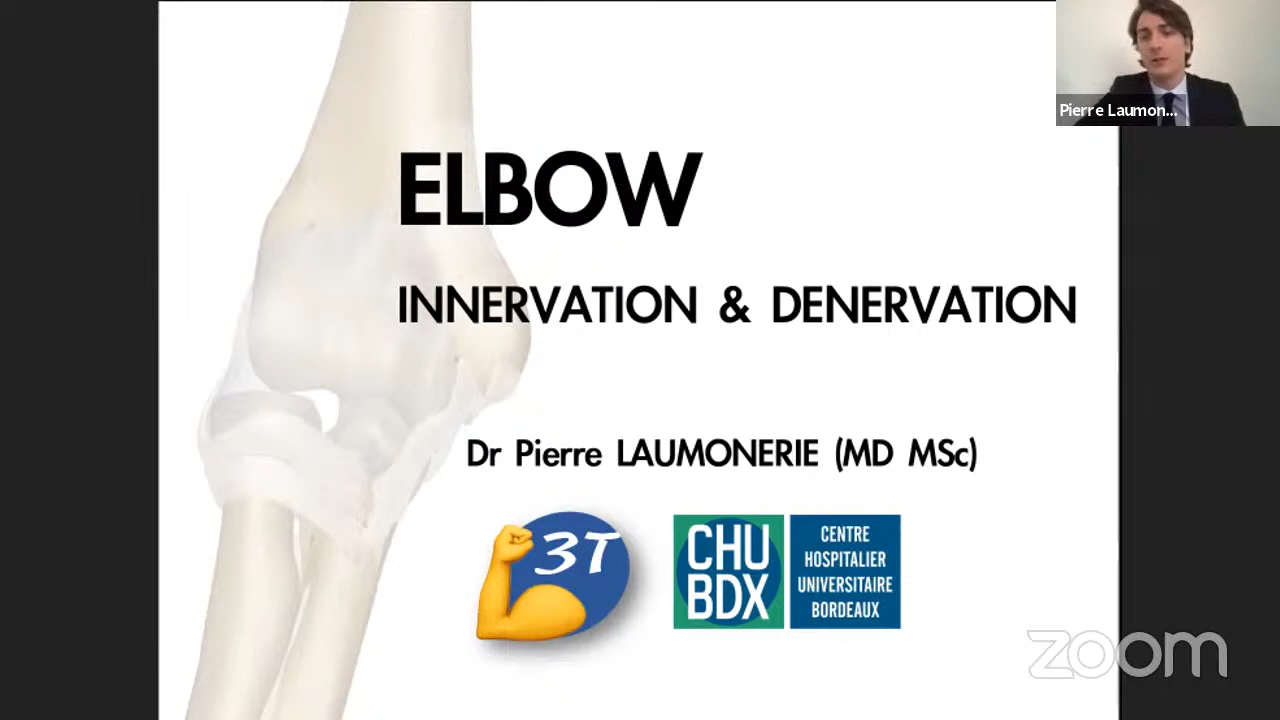 Pierre Laumon...
ELBOW
INNERVATION & DENERVATION
Dr Pierre LAUMONERIE (MD MSc)
3T
CHU
BDX
CENTRE
HOSPITALIER
UNIVERSITAIRE
BORDEAUX
zoom